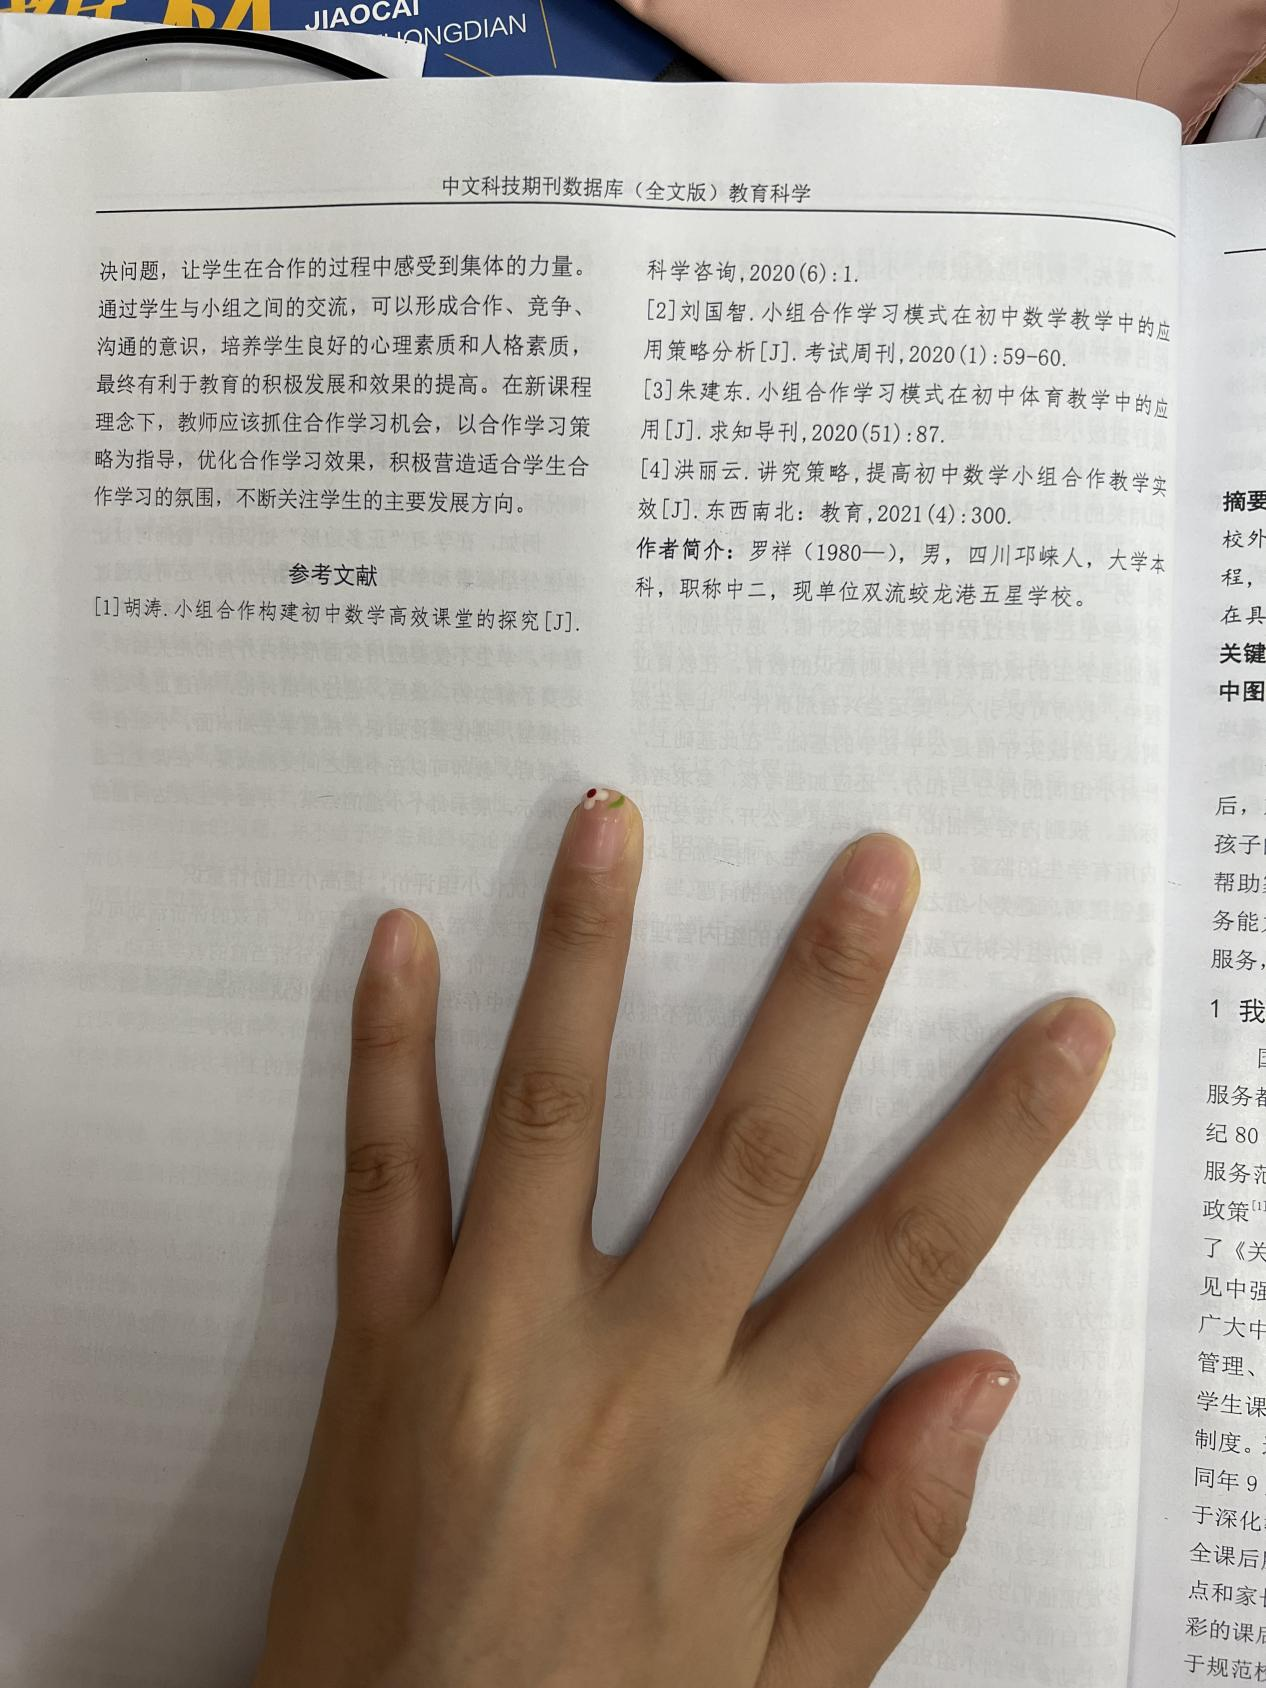 JIAOCAI
HONGDIAN
中文科技期刊数据库(全文版)教育科学
决问题，让学生在合作的过程中感受到集体的力量。
通过学生与小组之间的交流，可以形成合作、竞争、
沟通的意识，培养学生良好的心理素质和人格素质，
最终有利于教育的积极发展和效果的提高。在新课程
理念下，教师应该抓住合作学习机会，以合作学习策
略为指导，优化合作学习效果，积极营造适合学生合
作学习的氛围，不断关注学生的主要发展方向。
参考文献
[1]胡涛.小组合作构建初中数学高效课堂的探究[J].
科学咨询,2020(6):1.
[2]刘国智.小组合作学习模式在初中数学教学中的应
用策略分析[J].考试周刊,2020(1):59-60.
[3]朱建东.小组合作学习模式在初中体育教学中的应
用[J].求知导刊,2020(51):87.
[4]洪丽云.讲究策略,提高初中数学小组合作教学实
效[J].东西南北：教育,2021(4):300.
作者简介：罗祥（1980—），男，四川邛崃人，大学本
科，职称中二，现单位双流蛟龙港五星学校。
摘要
校外
程，
在具
关键
中图
后，
孩子
帮助
务能
服务，
1 我
服务都
纪 80
服务范
政策[1]
了《关
见中强
广大中
管理、
学生课
制度。
同年 9
于深化
全课后
点和家长
彩的课后
于规范校